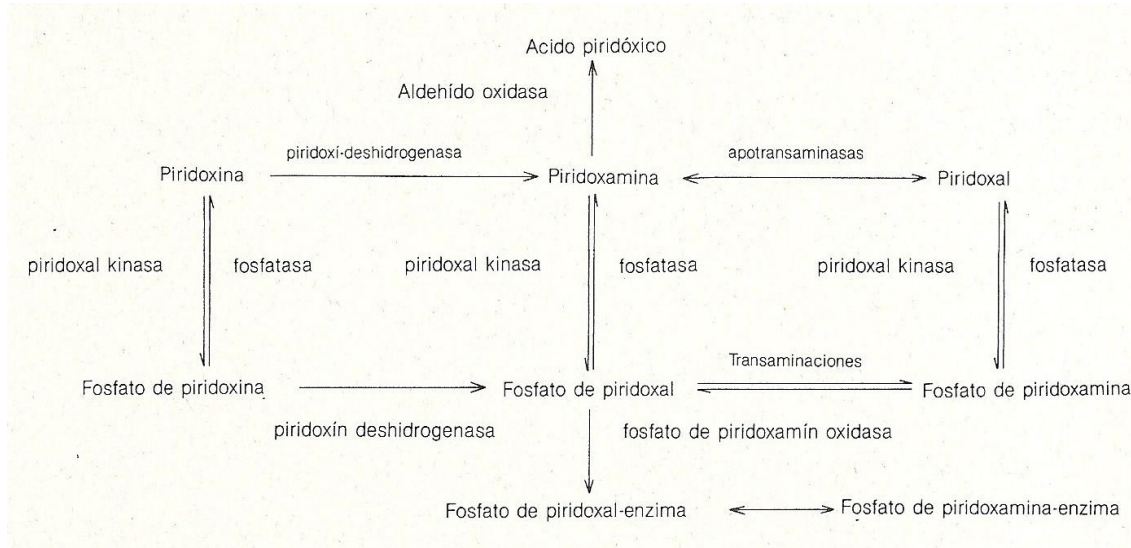 Acido piridóxico
Aldehído oxidasa
piridoxí-deshidrogenasa
apotransaminasas
Piridoxina
Piridoxamina
Piridoxal
piridoxal kinasa
fosfatasa
piridoxal kinasa
fosfatasa
piridoxal kinasa
fosfatasa
Transaminaciones
Fosfato de piridoxina
Fosfato de piridoxal
Fosfato de piridoxamina
piridoxín deshidrogenasa
fosfato de piridoxamín oxidasa
Fosfato de piridoxal-enzima
Fosfato de piridoxamina-enzima